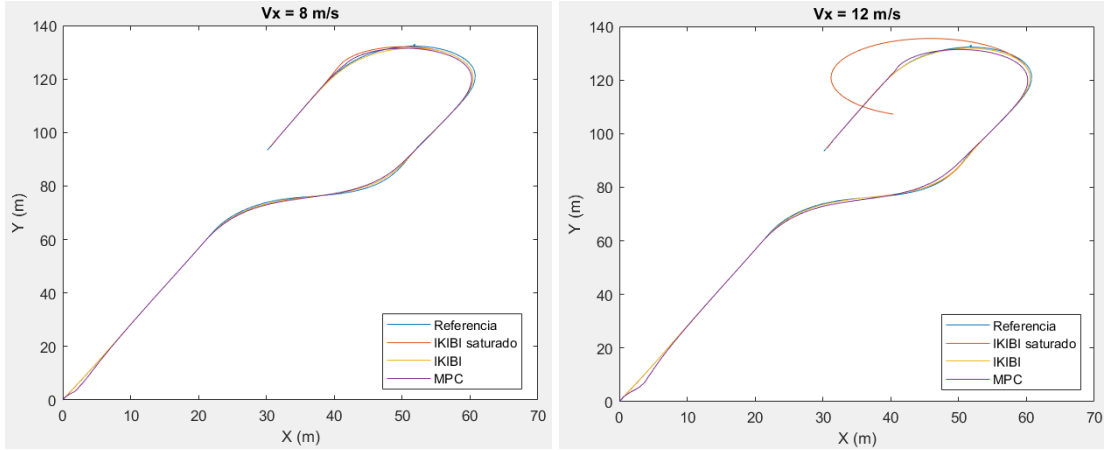 Vx = 8 m/s
140
120
100
80
60
40
20
0
Y (m)
0 10 20 30 40 50 60 70
X (m)
Referencia
IKIBI saturado
IKIBI
MPC
Vx = 12 m/s
140
120
100
80
60
40
20
0
Y (m)
0 10 20 30 40 50 60 70
X (m)
Referencia
IKIBI saturado
IKIBI
MPC